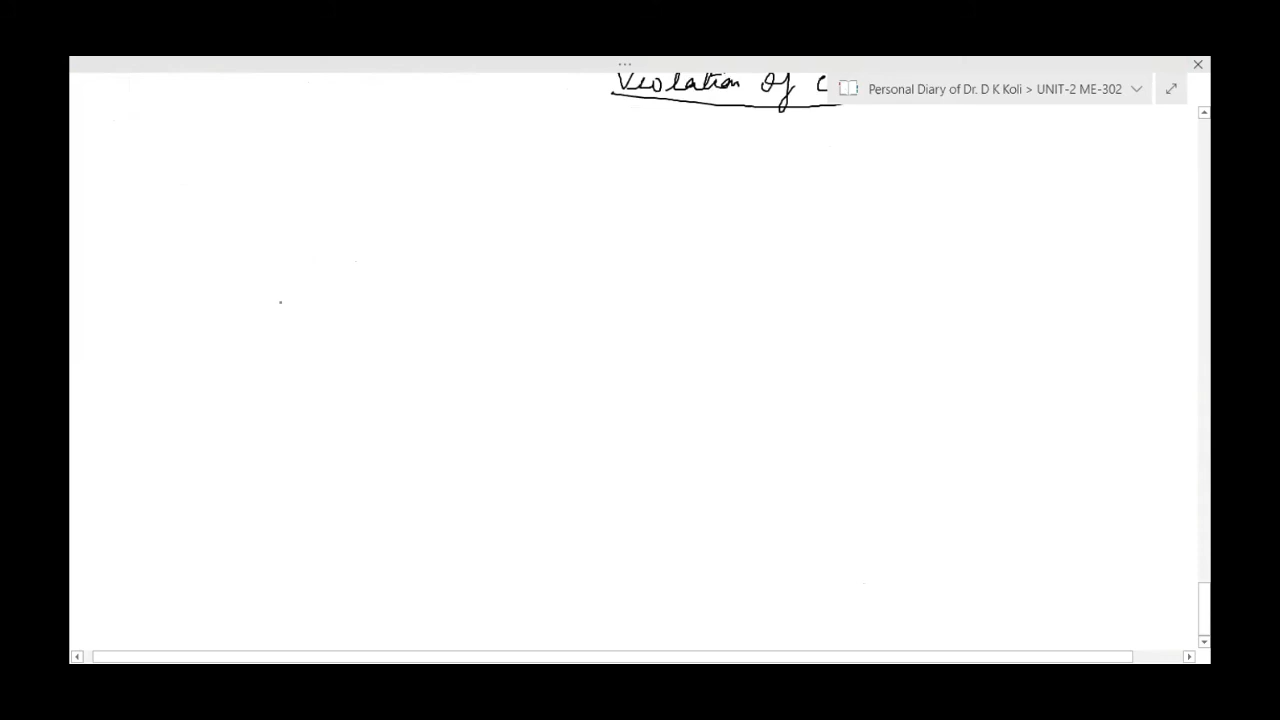 Violation of C
Personal Diary of Dr. D K Koli > UNIT-2 ME-302